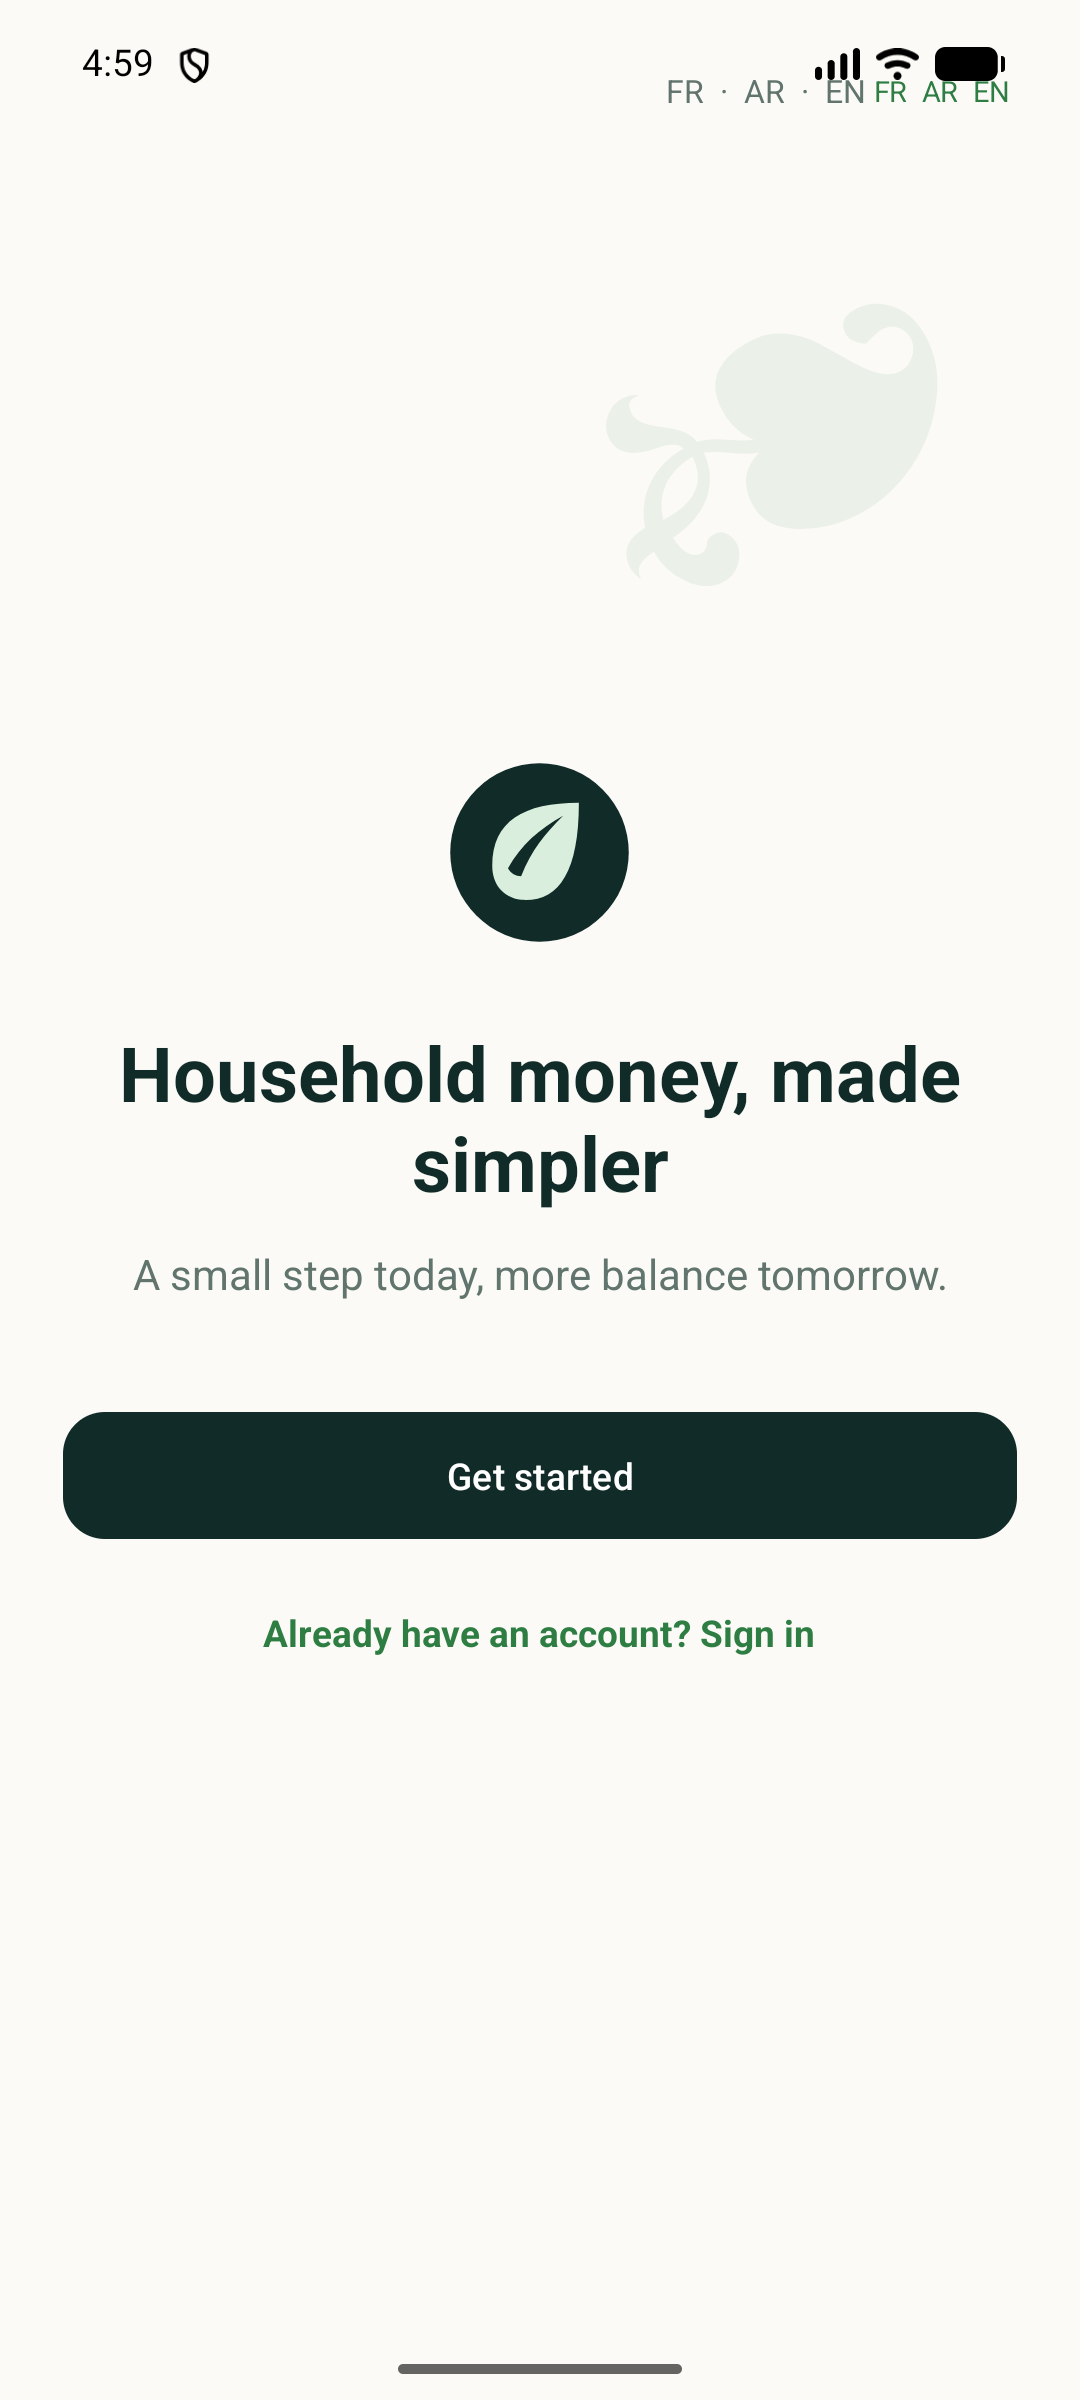 4:59
FR · AR · EN FR AR EN
Household money, made
simpler
A small step today, more balance tomorrow.
Get started
Already have an account? Sign in